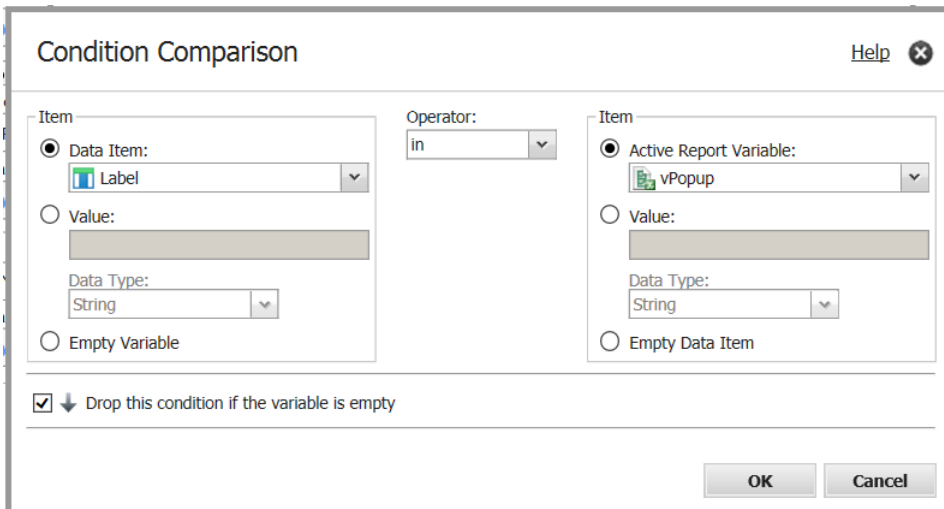 Condition Comparison
Help
Item
Data Item:
Label
Value:
Data Type:
String
Empty Variable
Operator:
in
Item
Active Report Variable:
vPopup
Value:
Data Type:
String
Empty Data Item
Drop this condition if the variable is empty
OK
Cancel